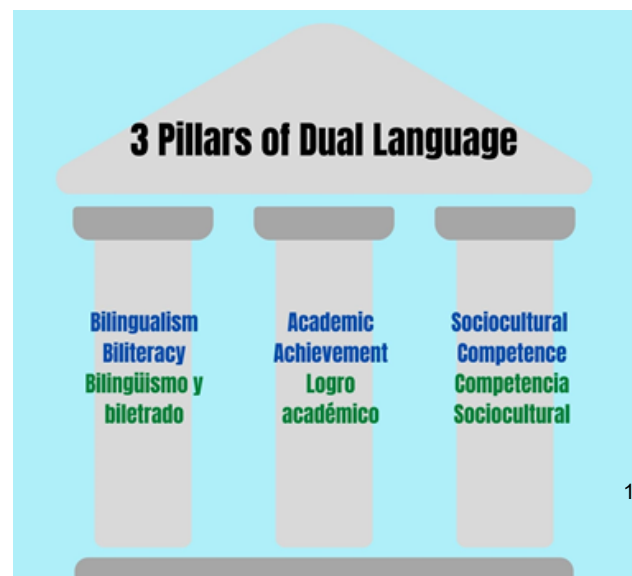 3 Pillars of Dual Language
Bilingualism
Biliteracy
Bilingüismo y
biletrado
Academic
Achievement
Logro
académico
Sociocultural
Competence
Competencia
Sociocultural
1